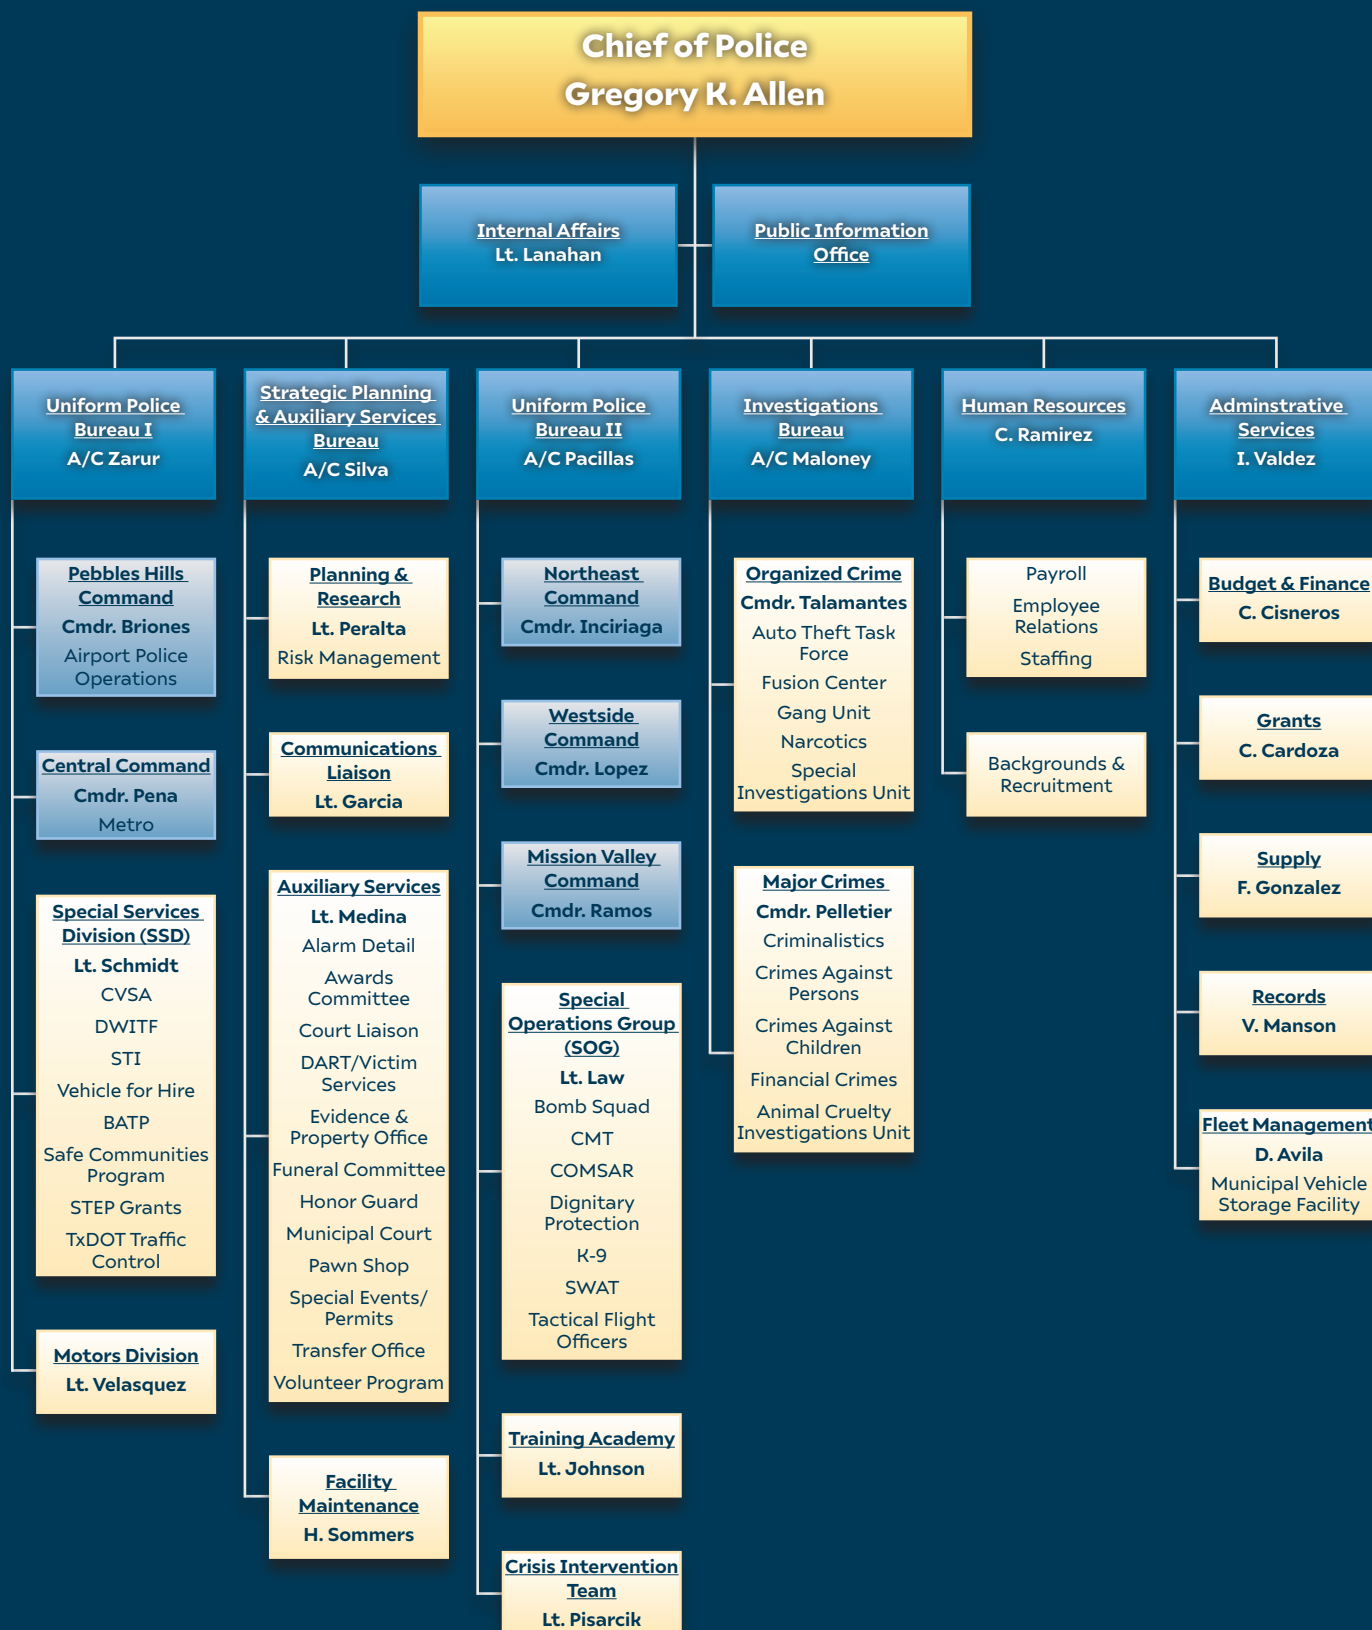 Chief of Police
Gregory K. Allen
Internal Affairs
Lt. Lanahan
Public Information
Office
Uniform Police
Bureau I
A/C Zarur
Strategic Planning
& Auxiliary Services
Bureau
A/C Silva
Uniform Police
Bureau II
A/C Pacillas
Investigations
Bureau
A/C Maloney
Human Resources
C. Ramirez
Adminstrative
Services
I. Valdez
Pebbles Hills
Command
Cmdr. Briones
Airport Police
Operations
Central Command
Cmdr. Pena
Metro
Special Services
Division (SSD)
Lt. Schmidt
CVSA
DWITF
STI
Vehicle for Hire
BATP
Safe Communities
Program
STEP Grants
TxDOT Traffic
Control
Motors Division
Lt. Velasquez
Planning &
Research
Lt. Peralta
Risk Management
Communications
Liaison
Lt. Garcia
Auxiliary Services
Lt. Medina
Alarm Detail
Awards
Committee
Court Liaison
DART/Victim
Services
Evidence &
Property Office
Funeral Committee
Honor Guard
Municipal Court
Pawn Shop
Special Events/
Permits
Transfer Office
Volunteer Program
Facility
Maintenance
H. Sommers
Northeast
Command
Cmdr. Inciriaga
Westside
Command
Cmdr. Lopez
Mission Valley
Command
Cmdr. Ramos
Special
Operations Group
(SOG)
Lt. Law
Bomb Squad
CMT
COMSAR
Dignitary
Protection
K-9
SWAT
Tactical Flight
Officers
Training Academy
Lt. Johnson
Crisis Intervention
Team
Lt. Pisarcik
Organized Crime
Cmdr. Talamantes
Auto Theft Task
Force
Fusion Center
Gang Unit
Narcotics
Special
Investigations Unit
Major Crimes
Cmdr. Pelletier
Criminalistics
Crimes Against
Persons
Crimes Against
Children
Financial Crimes
Animal Cruelty
Investigations Unit
Payroll
Employee
Relations
Staffing
Backgrounds &
Recruitment
Budget & Finance
C. Cisneros
Grants
C. Cardoza
Supply
F. Gonzalez
Records
V. Manson
Fleet Management
D. Avila
Municipal Vehicle
Storage Facility